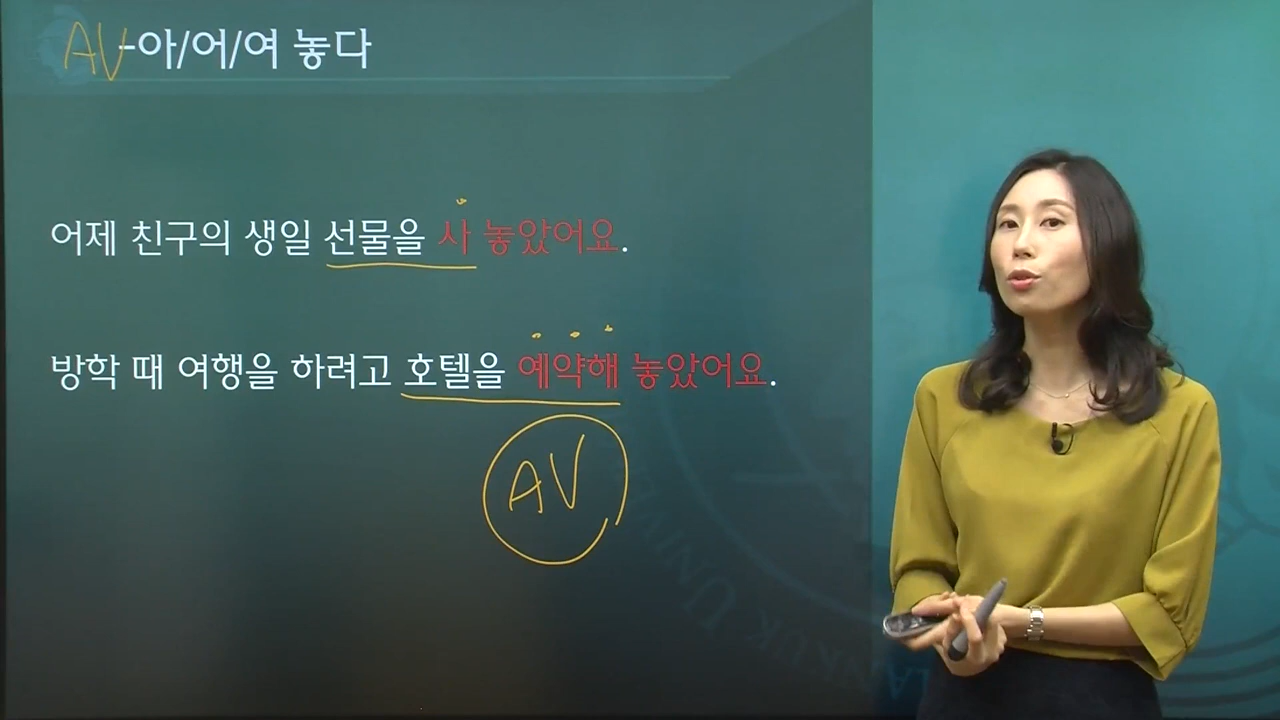 AV-아/어/여 놓다
어제 친구의 생일 선물을 사 놓았어요.
방학 때 여행을 하려고 호텔을 예약해 놓았어요.
AV